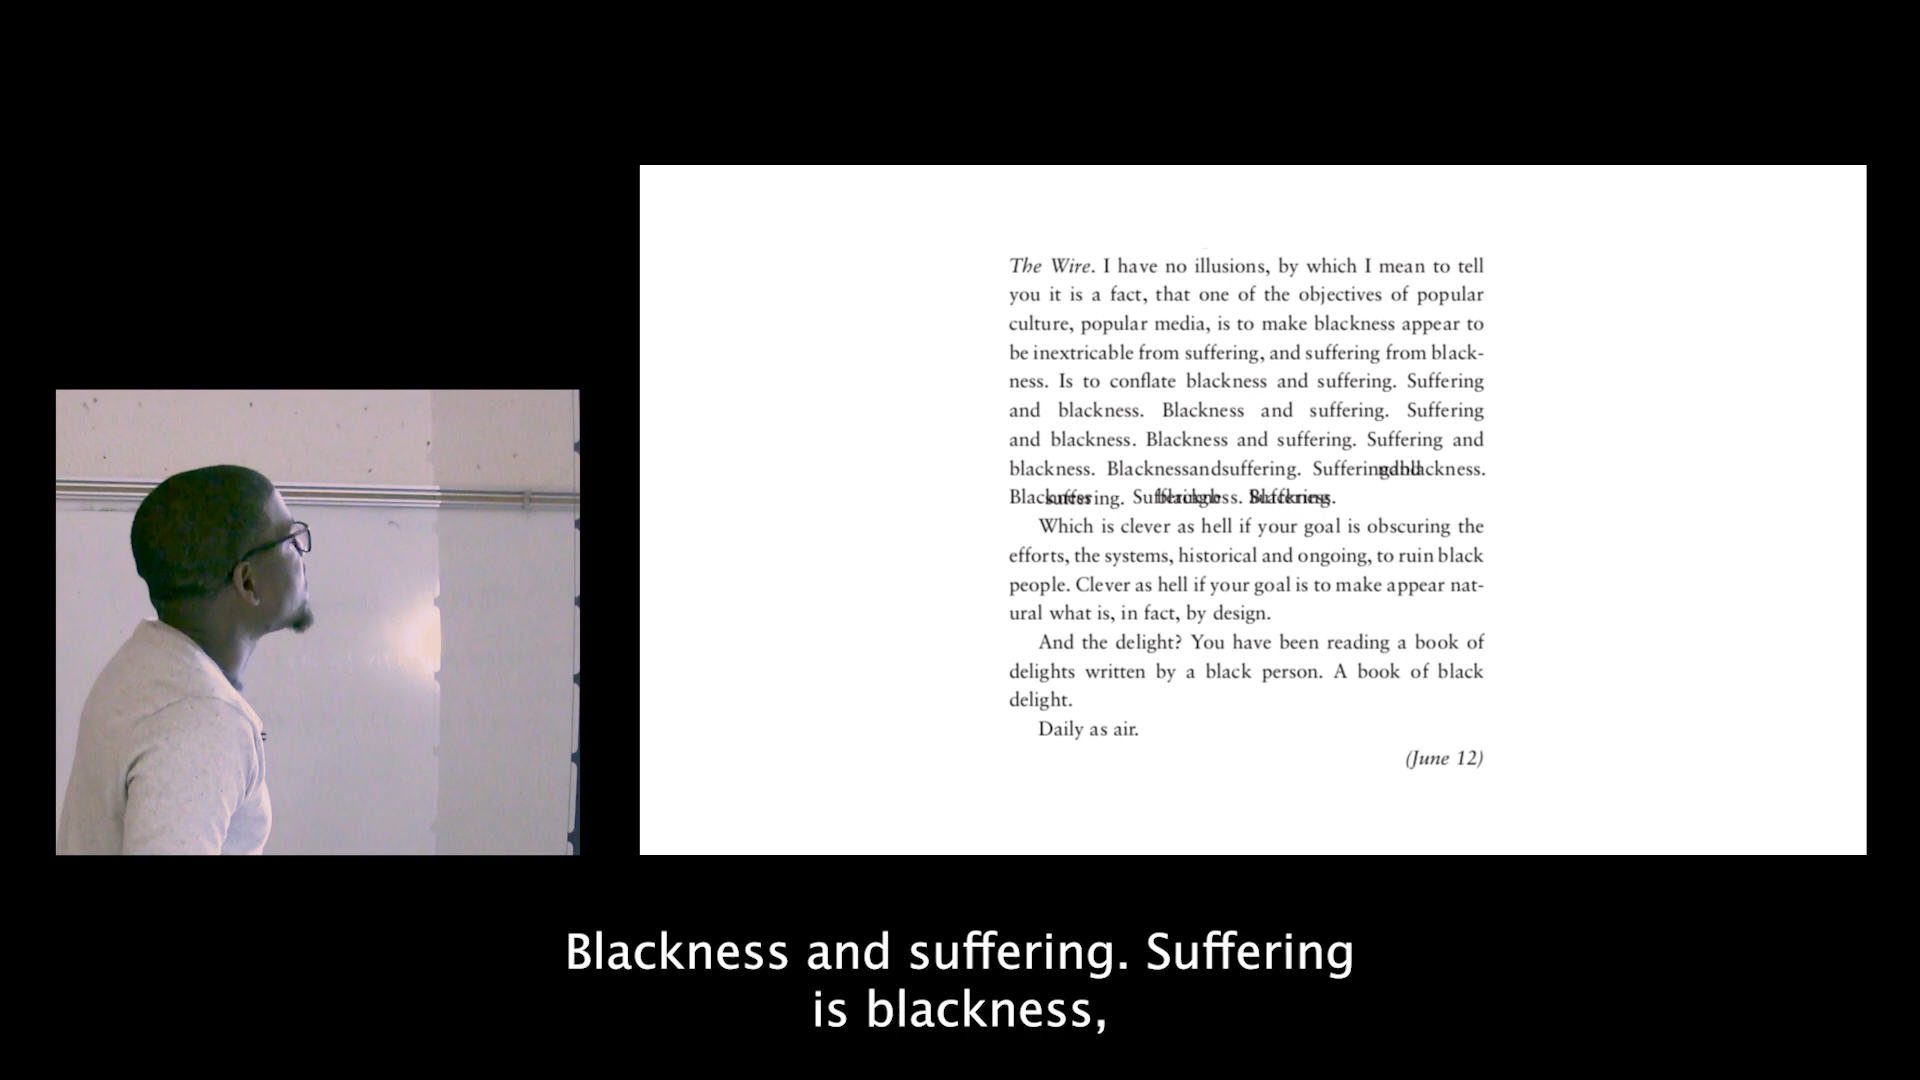 The Wire. I have no illusions, by which I mean to tell
you it is a fact, that one of the objectives of popular
culture, popular media, is to make blackness appear to
be inextricable from suffering, and suffering from black-
ness. Is to conflate blackness and suffering. Suffering
and blackness. Blackness and suffering. Suffering
and blackness. Blackness and suffering. Suffering and
blackness. Blacknessandsuffering.
Which is clever as hell if your goal is obscuring the
efforts, the systems, historical and ongoing, to ruin black
people. Clever as hell if your goal is to make appear nat-
ural what is, in fact, by design.
And the delight? You have been reading a book of
delights written by a black person. A book of black
delight.
Daily as air.
(June 12)
Blackness and suffering. Suffering
is blackness,